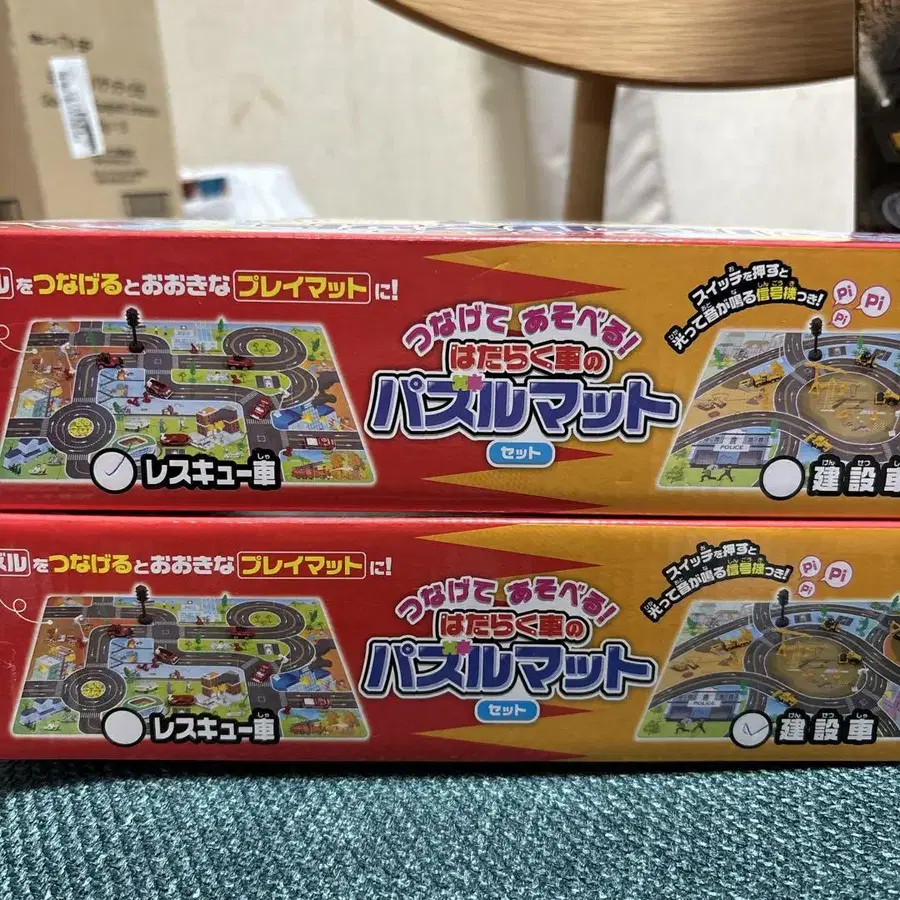 ルをつなげるとおおきなプレイマットに!
つなげて あそべる!
はたらく車の
パズルマット
セット
スイッチを押すと
光って音が鳴る信号機つき!
Pi
Pi
Pi
POLICE
レスキュー車
建設車
ズルをつなげるとおおきなプレイマットに!
つなげて あそべる!
はたらく車の
パズルマット
セット
スイッチを押すと
光って音が鳴る信号機つき!
Pi
Pi
Pi
POLICE
レスキュー車
建設車